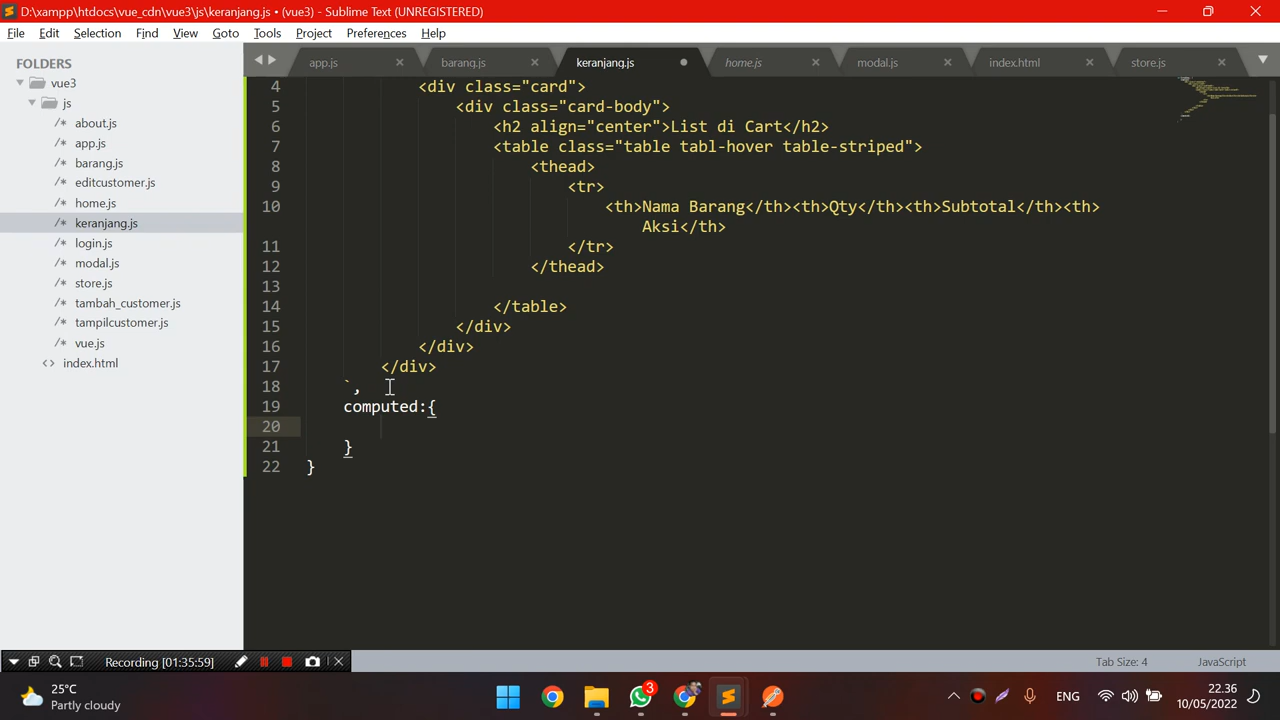 D:\xampp\htdocs\vue_cdn\vue3\js\keranjang.js • (vue3) - Sublime Text (UNREGISTERED)
File Edit Selection Find View Goto Tools Project Preferences Help
FOLDERS
vue3
js
/* about.js
/* app.js
/* barang.js
/* editcustomer.js
/* home.js
/* keranjang.js
/* login.js
/* modal.js
/* store.js
/* tambah_customer.js
/* tampilcustomer.js
/* vue.js
<> index.html
app.js barang.js keranjang.js home.js modal.js index.html store.js
4 <div class="card">
5 <div class="card-body">
6 <h2 align="center">List di Cart</h2>
7 <table class="table tabl-hover table-striped">
8 <thead>
9 <tr>
10 <th>Nama Barang</th><th>Qty</th><th>Subtotal</th><th>
Aksi</th>
11 </tr>
12 </thead>
13
14 </table>
15 </div>
16 </div>
17 </div>
18 `,
19 computed:{
20
21 }
22 }
Recording [01:35:59]
Tab Size: 4 JavaScript
25°C
Partly cloudy
3
ENG
22.36
10/05/2022